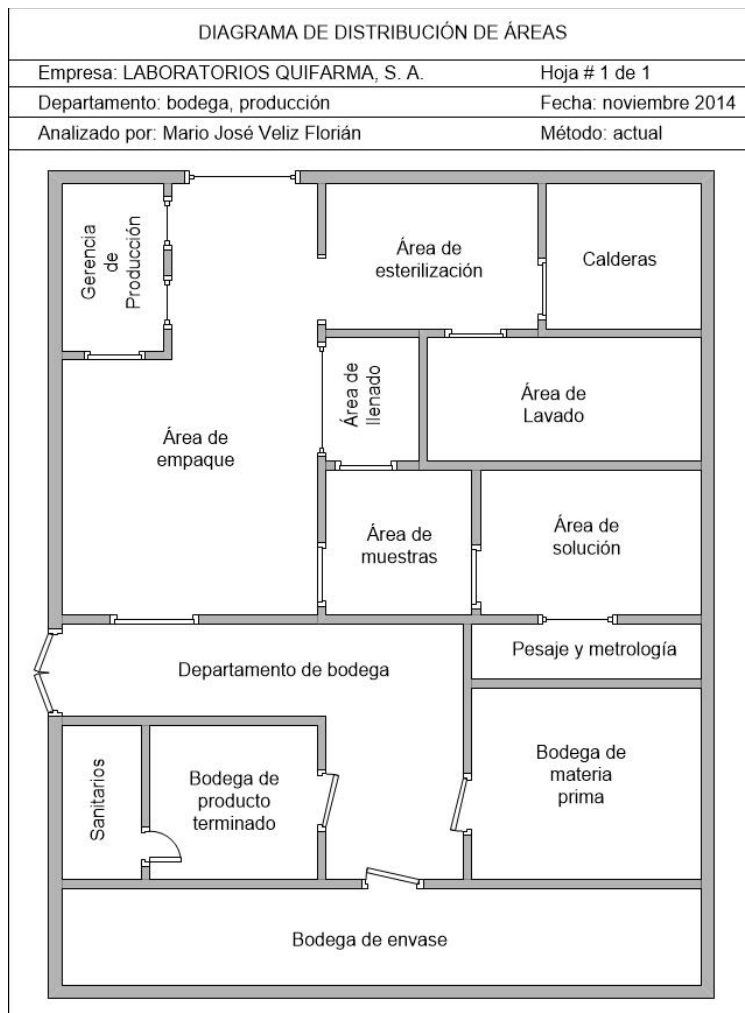 DIAGRAMA DE DISTRIBUCIÓN DE ÁREAS
Empresa: LABORATORIOS QUIFARMA, S. A.
Hoja # 1 de 1
Departamento: bodega, producción
Fecha: noviembre 2014
Analizado por: Mario José Veliz Florián
Método: actual
Gerencia
de
Producción
Área de
esterilización
Calderas
Área de
llenado
Área de
Lavado
Área de
empaque
Área de
muestras
Área de
solución
Pesaje y metrología
Departamento de bodega
Sanitarios
Bodega de
producto
terminado
Bodega de
materia
prima
Bodega de envase